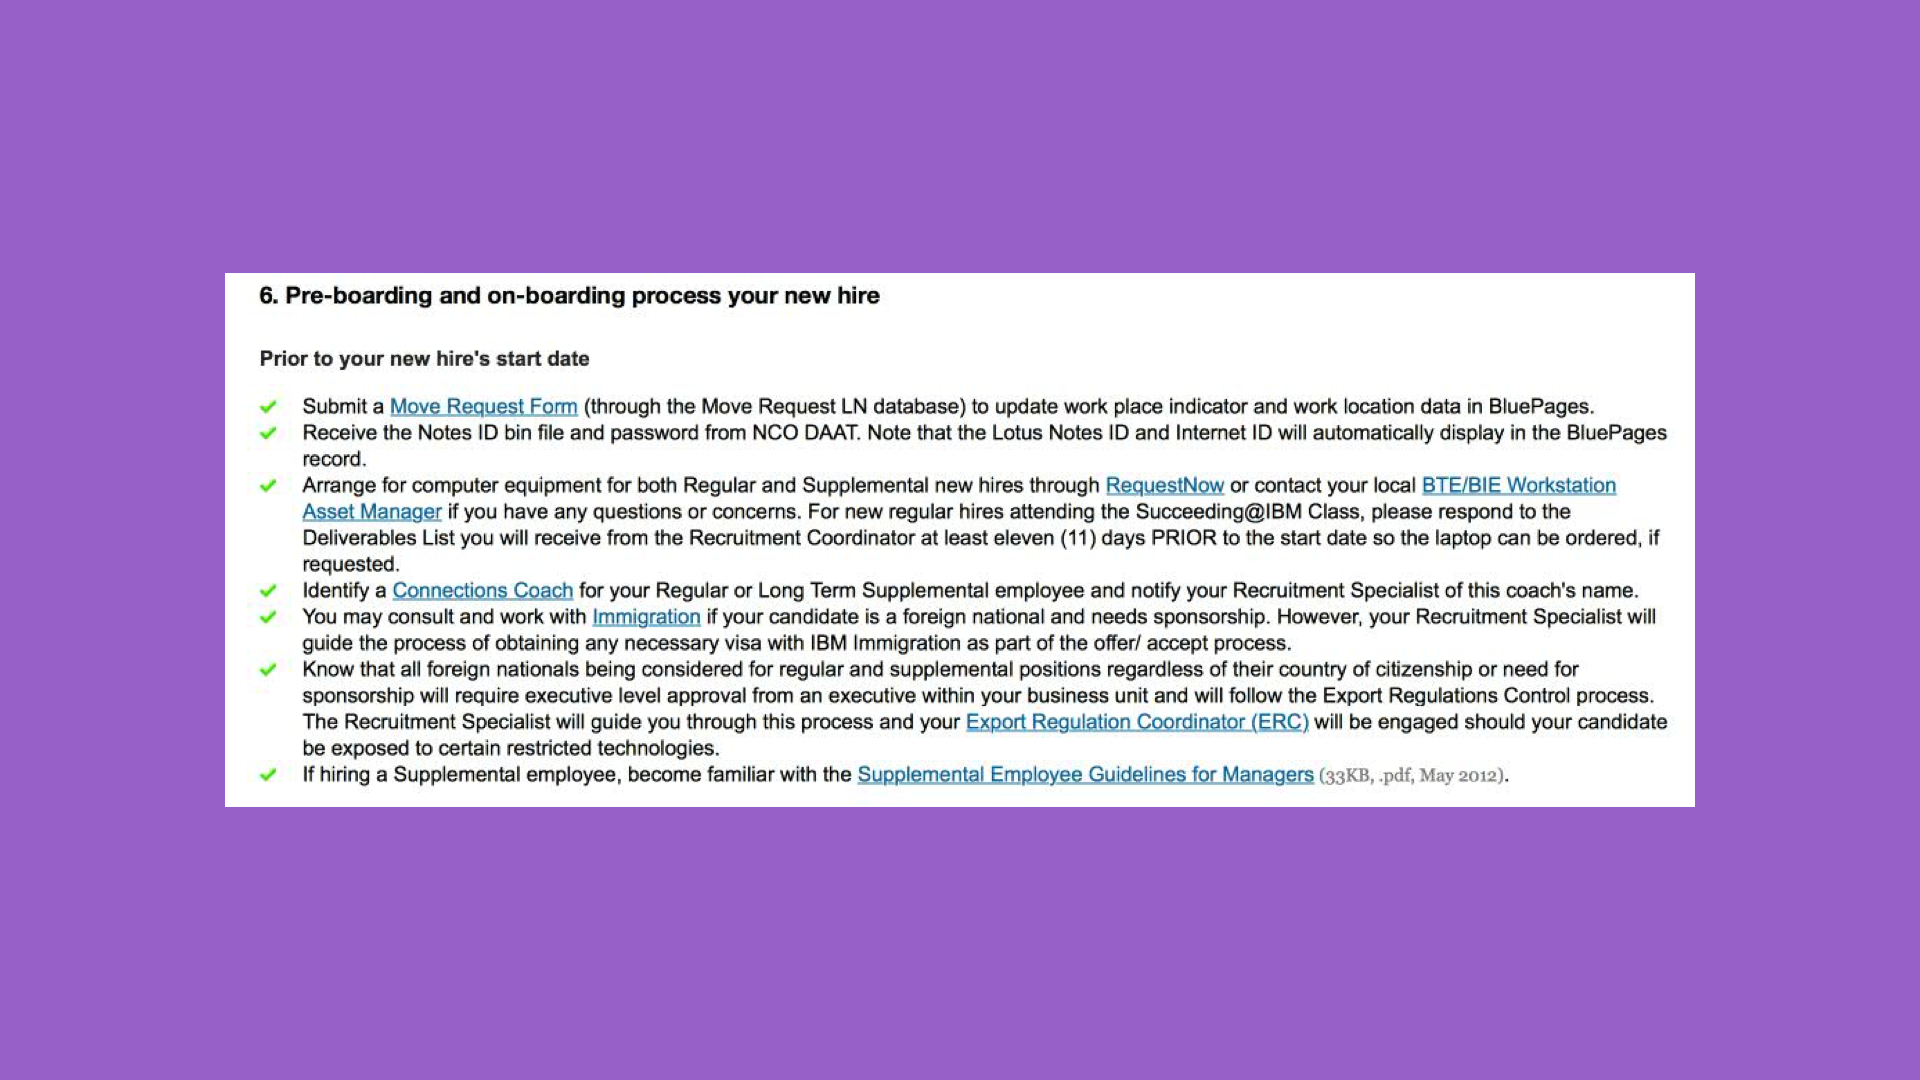 6. Pre-boarding and on-boarding process your new hire
Prior to your new hire's start date
Submit a Move Request Form (through the Move Request LN database) to update work place indicator and work location data in BluePages.
Receive the Notes ID bin file and password from NCO DAAT. Note that the Lotus Notes ID and Internet ID will automatically display in the BluePages
record.
Arrange for computer equipment for both Regular and Supplemental new hires through RequestNow or contact your local BTE/BIE Workstation
Asset Manager if you have any questions or concerns. For new regular hires attending the Succeeding@IBM Class, please respond to the
Deliverables List you will receive from the Recruitment Coordinator at least eleven (11) days PRIOR to the start date so the laptop can be ordered, if
requested.
Identify a Connections Coach for your Regular or Long Term Supplemental employee and notify your Recruitment Specialist of this coach's name.
You may consult and work with Immigration if your candidate is a foreign national and needs sponsorship. However, your Recruitment Specialist will
guide the process of obtaining any necessary visa with IBM Immigration as part of the offer/ accept process.
Know that all foreign nationals being considered for regular and supplemental positions regardless of their country of citizenship or need for
sponsorship will require executive level approval from an executive within your business unit and will follow the Export Regulations Control process.
The Recruitment Specialist will guide you through this process and your Export Regulation Coordinator (ERC) will be engaged should your candidate
be exposed to certain restricted technologies.
If hiring a Supplemental employee, become familiar with the Supplemental Employee Guidelines for Managers (33KB, .pdf, May 2012).